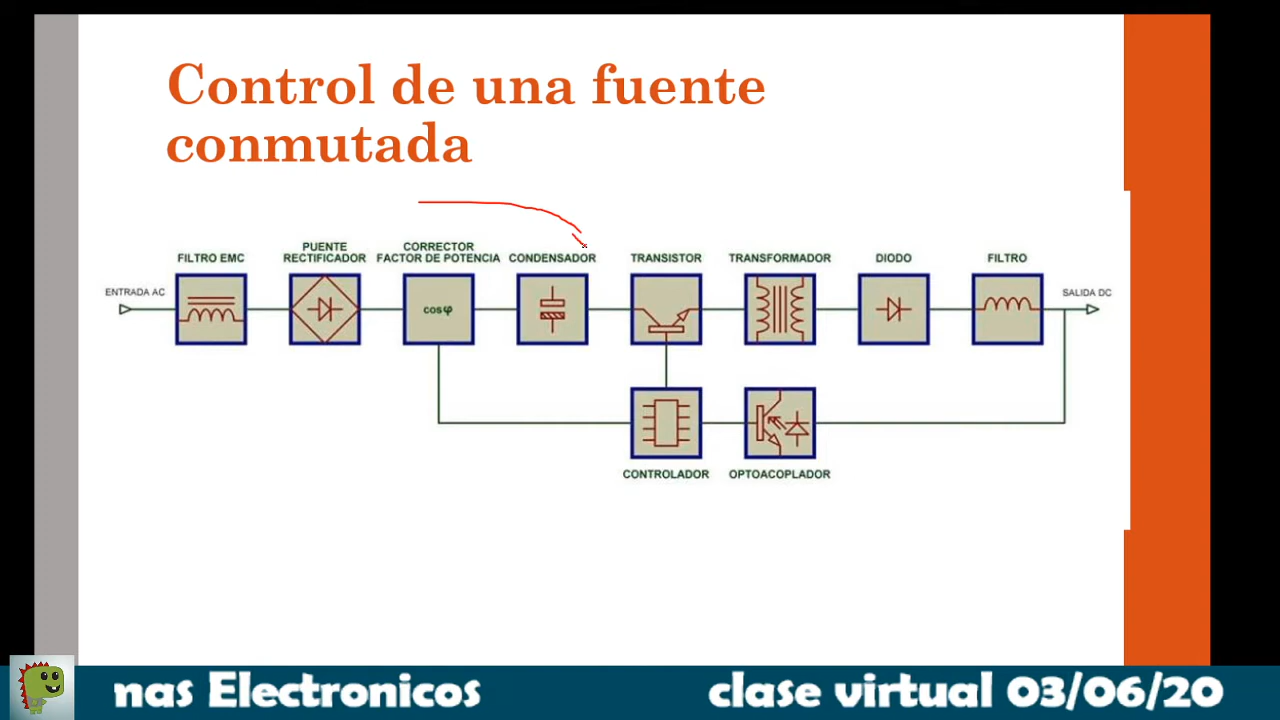 Control de una fuente
conmutada
FILTRO EMC
PUENTE
RECTIFICADOR
CORRECTOR
FACTOR DE POTENCIA
CONDENSADOR
TRANSISTOR
TRANSFORMADOR
DIODO
FILTRO
ENTRADA AC
cosφ
SALIDA DC
CONTROLADOR
OPTOACOPLADOR
nas Electronicos
clase virtual 03/06/20